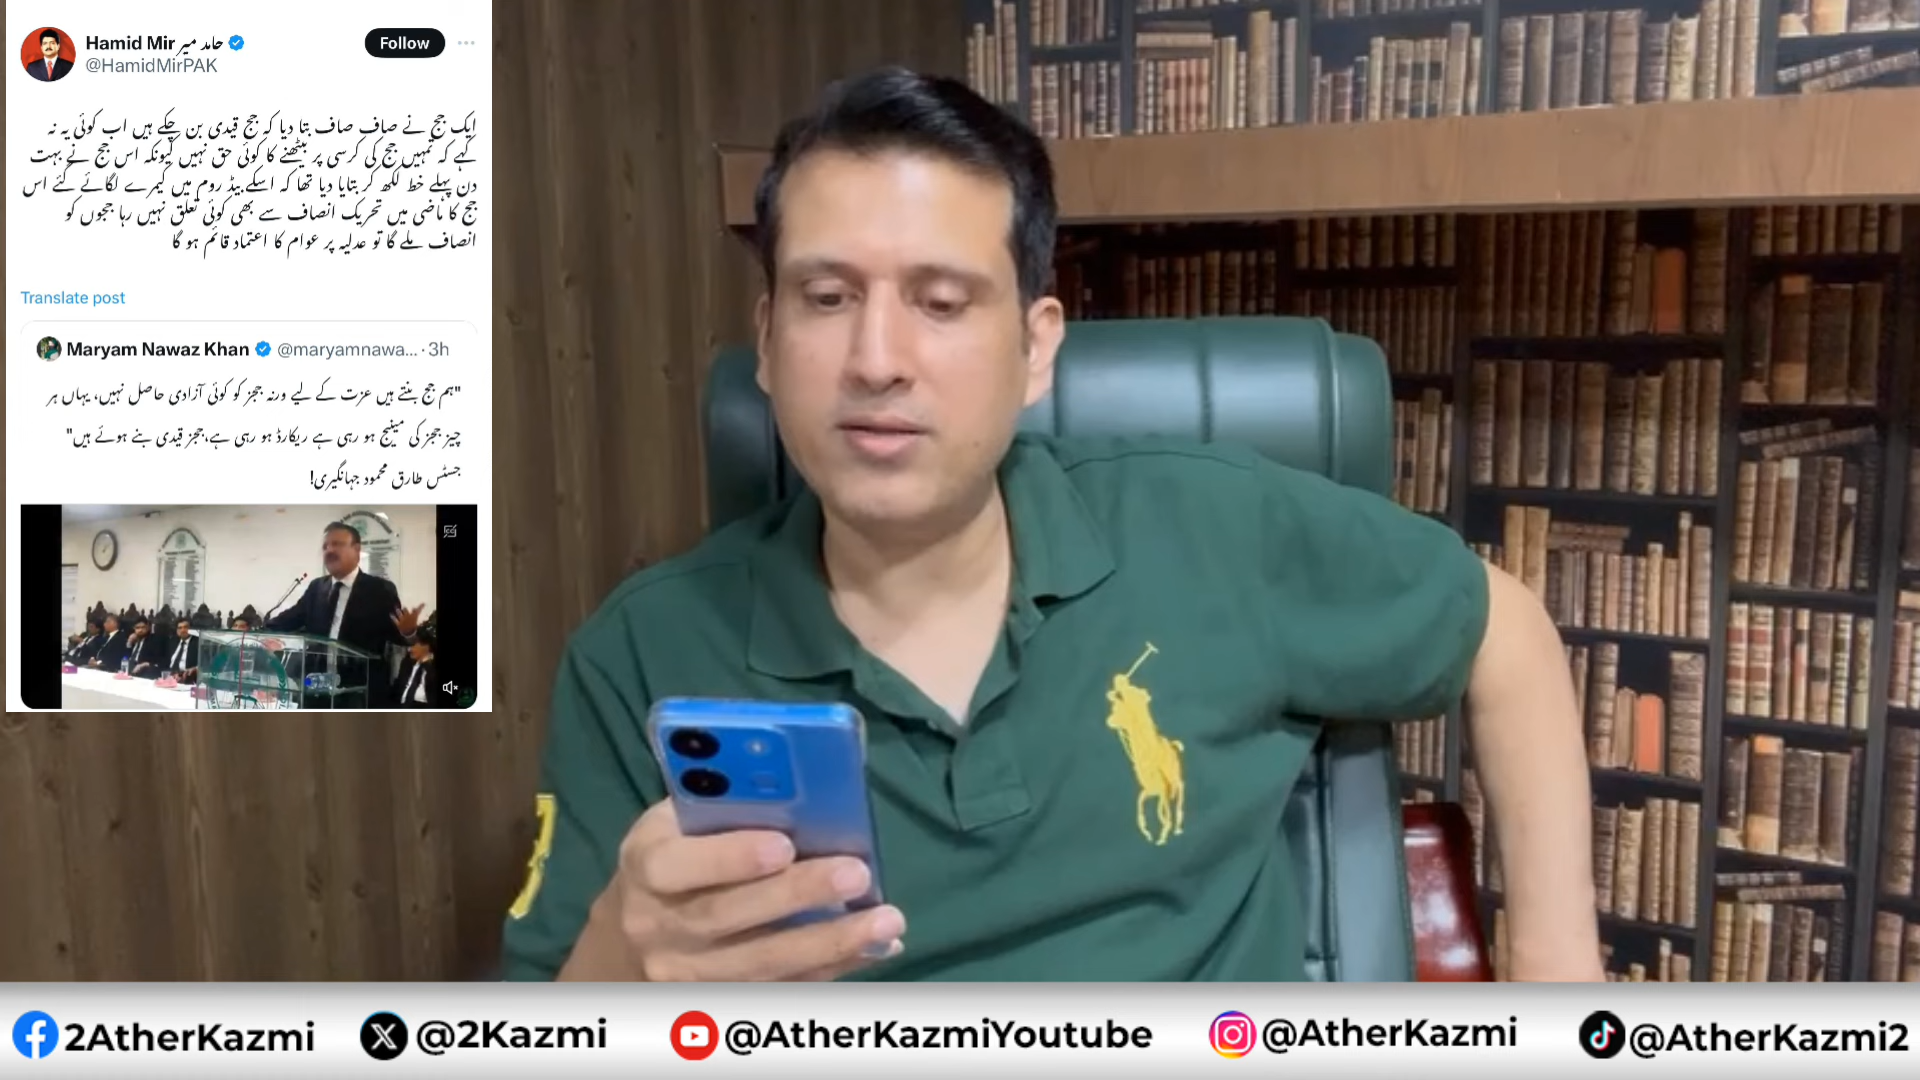 Hamid Mir حامد میر
Follow
@HamidMirPAK
ایک جج نے صاف صاف بتا دیا کہ جج قیدی بن چکے ہیں اب کوئی یہ نہ
کہے کہ تمہیں جج کی کرسی پر بیٹھنے کا کوئی حق نہیں کیونکہ اس جج نے بہت
دن پہلے خط لکھ کر بتایا دیا تھا کہ اسکے بیڈ روم میں کیمرے لگائے گئے اس
جج کا ماضی میں تحریک انصاف سے بھی کوئی تعلق نہیں رہا ججوں کو
انصاف ملے گا تو عدلیہ پر عوام کا اعتماد قائم ہو گا
Translate post
Maryam Nawaz Khan @maryamnawa... · 3h
"ہم جج بنتے ہیں عزت کے لیے ورنہ ججز کو کوئی آزادی حاصل نہیں، یہاں ہر
چیز ججز کی مینیج ہو رہی ہے ریکارڈ ہو رہی ہے،ججز قیدی بنے ہوئے ہیں"
جسٹس طارق محمود جہانگیری!
2AtherKazmi
@2Kazmi
@AtherKazmiYoutube
@AtherKazmi
@AtherKazmi2